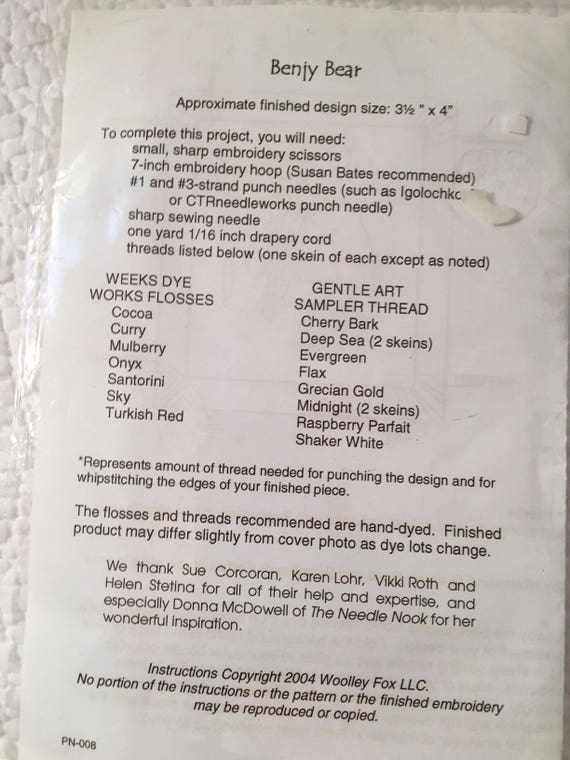 Benjy Bear
Approximate finished design size: 3½ " x 4"
To complete this project, you will need:
small, sharp embroidery scissors
7-inch embroidery hoop (Susan Bates recommended)
#1 and #3-strand punch needles (such as Igolochkc
or CTRneedleworks punch needle)
sharp sewing needle
one yard 1/16 inch drapery cord
threads listed below (one skein of each except as noted)
WEEKS DYE
WORKS FLOSSES
Cocoa
Curry
Mulberry
Onyx
Santorini
Sky
Turkish Red
GENTLE ART
SAMPLER THREAD
Cherry Bark
Deep Sea (2 skeins)
Evergreen
Flax
Grecian Gold
Midnight (2 skeins)
Raspberry Parfait
Shaker White
*Represents amount of thread needed for punching the design and for
whipstitching the edges of your finished piece.
The flosses and threads recommended are hand-dyed. Finished
product may differ slightly from cover photo as dye lots change.
We thank Sue Corcoran, Karen Lohr, Vikki Roth and
Helen Stetina for all of their help and expertise, and
especially Donna McDowell of The Needle Nook for her
wonderful inspiration.
Instructions Copyright 2004 Woolley Fox LLC.
No portion of the instructions or the pattern or the finished embroidery
may be reproduced or copied.
PN-008